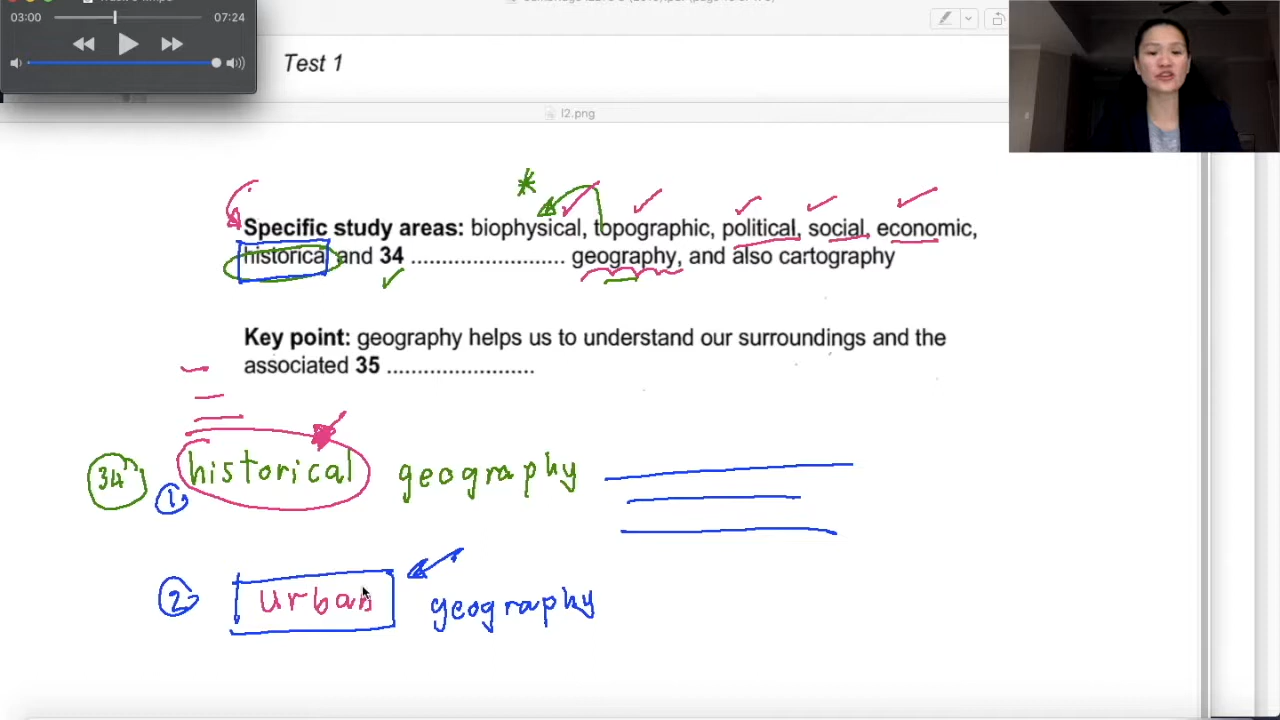 03:00
07:24
Test 1
l2.png
Specific study areas: biophysical, topographic, political, social, economic,
historical and 34 .......................... geography, and also cartography
Key point: geography helps us to understand our surroundings and the
associated 35 .........................
34 historical geography
1
2 urban geography